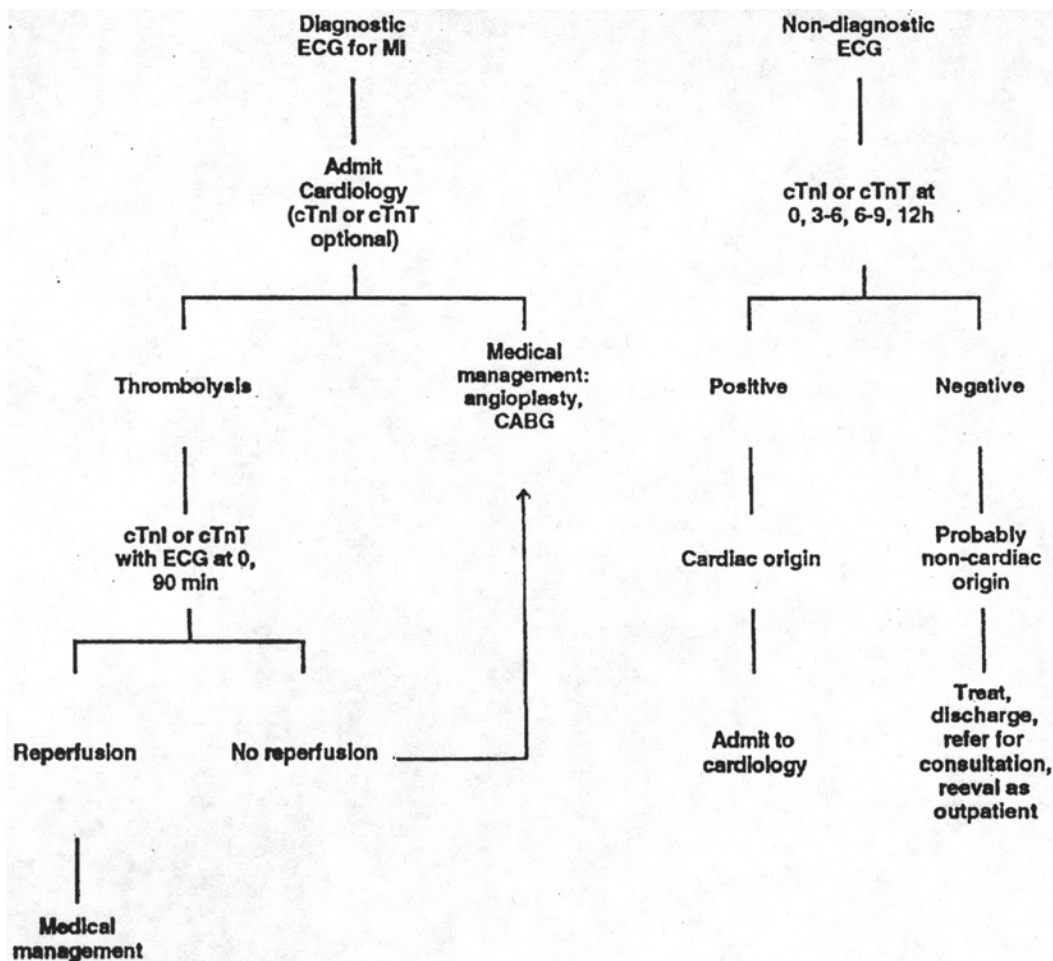 Diagnostic
ECG for MI
Non-diagnostic
ECG
Admit
Cardiology
(cTnI or cTnT
optional)
cTnI or cTnT at
0, 3-6, 6-9, 12h
Thrombolysis
Medical
management:
angioplasty,
CABG
Positive
Negative
cTnI or cTnT
with ECG at 0,
90 min
Cardiac origin
Probably
non-cardiac
origin
Reperfusion
No reperfusion
Admit to
cardiology
Treat,
discharge,
refer for
consultation,
reeval as
outpatient
Medical
management